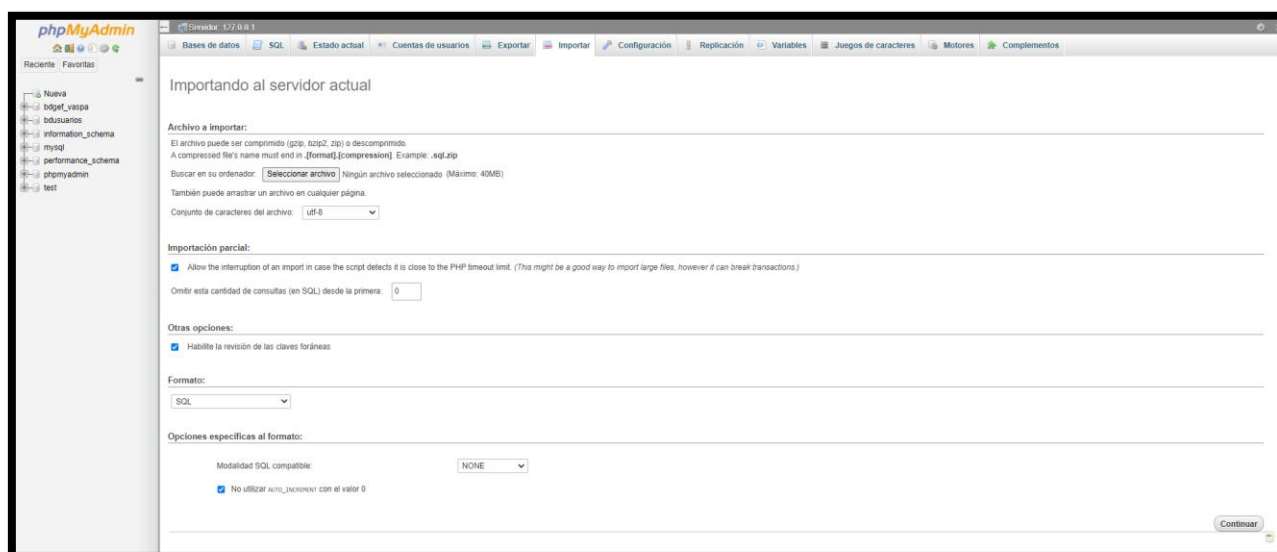 phpMyAdmin
Reciente Favoritas
Nueva
bdgef_vaspa
bdusuarios
information_schema
mysql
performance_schema
phpmyadmin
test
Servidor: 127.0.0.1
Bases de datos SQL Estado actual Cuentas de usuarios Exportar Importar Configuración Replicación Variables Juegos de caracteres Motores Complementos
Importando al servidor actual
Archivo a importar:
El archivo puede ser comprimido (gzip, bzip2, zip) o descomprimido.
A compressed file's name must end in .[format].[compression]. Example: .sql.zip
Buscar en su ordenador: Seleccionar archivo Ningún archivo seleccionado (Máximo: 40MB)
También puede arrastrar un archivo en cualquier página.
Conjunto de caracteres del archivo: utf-8
Importación parcial:
Allow the interruption of an import in case the script detects it is close to the PHP timeout limit. (This might be a good way to import large files, however it can break transactions.)
Omitir esta cantidad de consultas (en SQL) desde la primera: 0
Otras opciones:
Habilite la revisión de las claves foráneas
Formato:
SQL
Opciones específicas al formato:
Modalidad SQL compatible: NONE
No utilizar AUTO_INCREMENT con el valor 0
Continuar